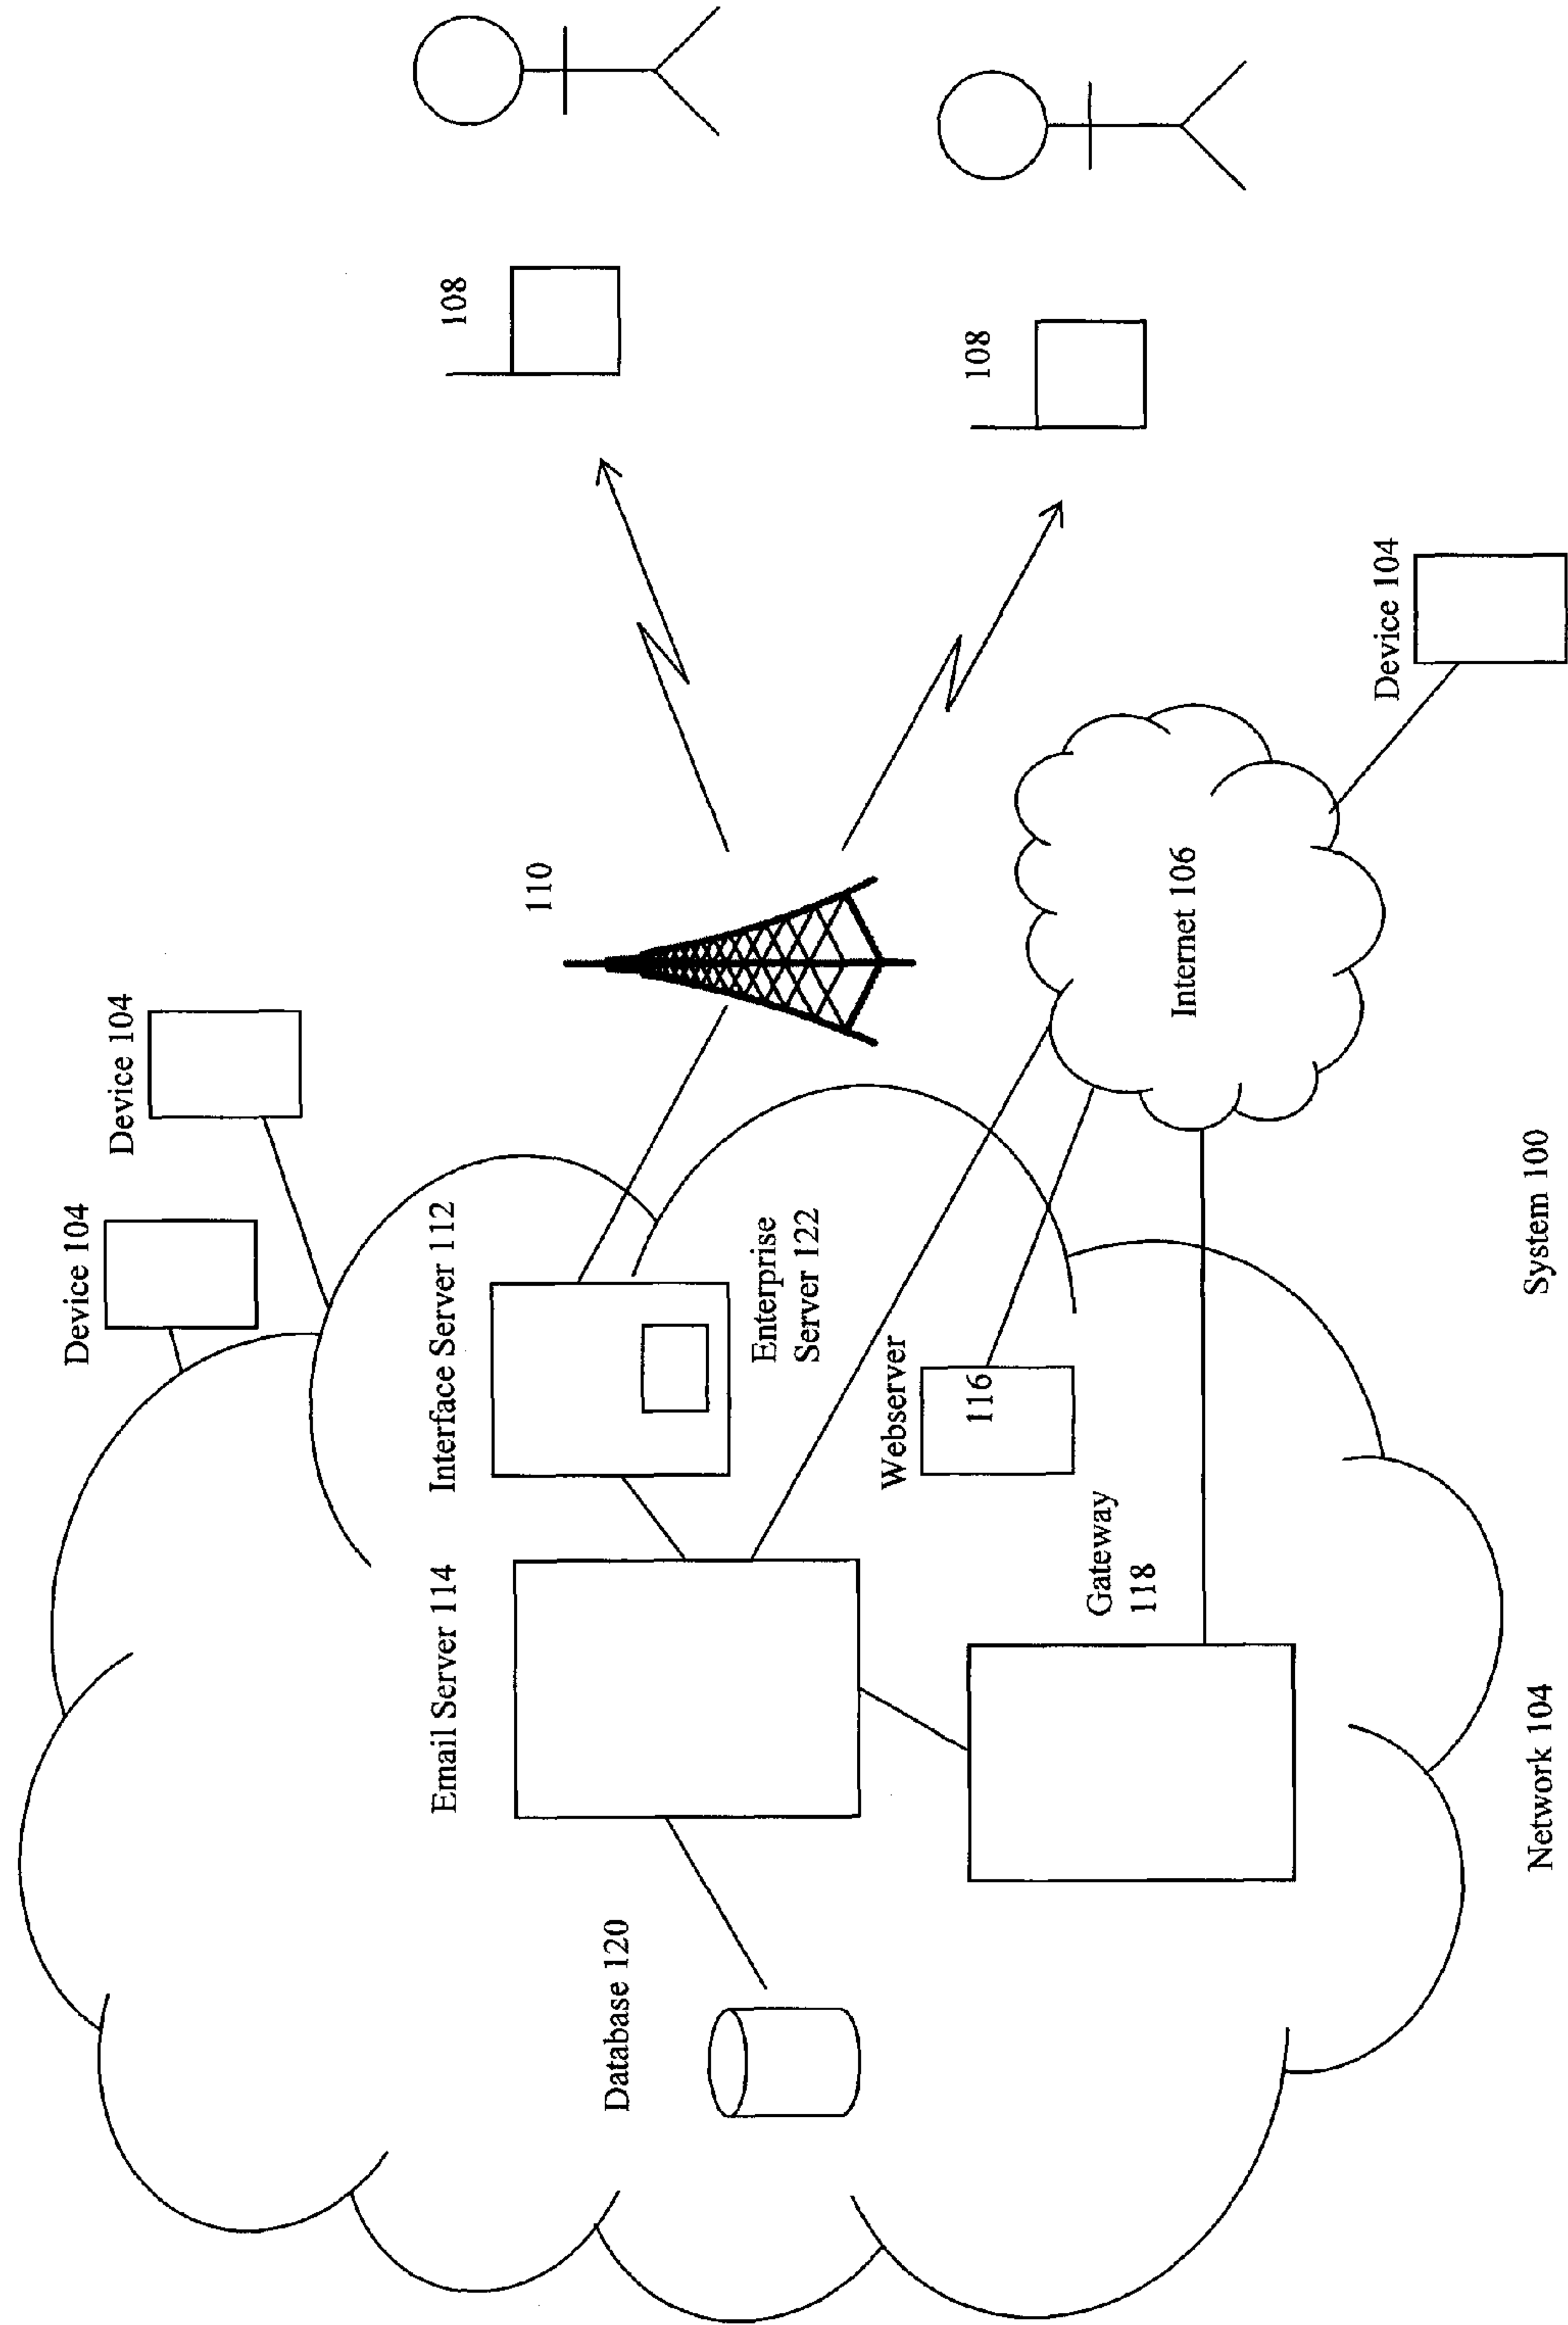 Device 104
Device 104
108
Interface Server 112
Email Server 114
110
Database 120
Enterprise
Server 122
Webserver
116
108
Gateway
118
Internet 106
Device 104
Network 104
System 100